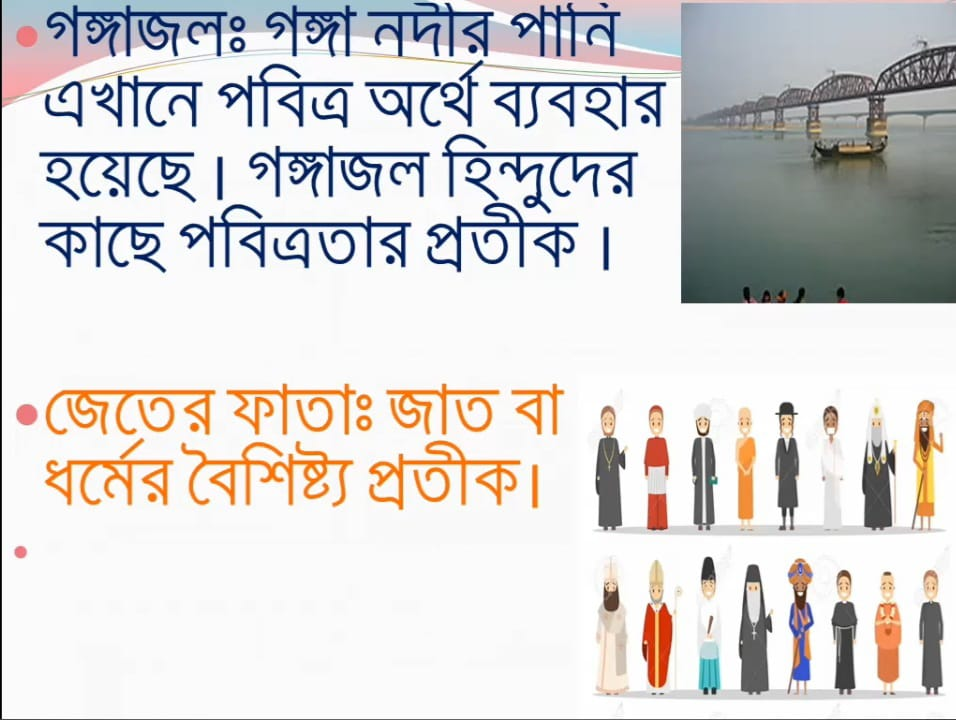 গঙ্গাজলঃ গঙ্গা নদীর পানি
এখানে পবিত্র অর্থে ব্যবহার
হয়েছে। গঙ্গাজল হিন্দুদের
কাছে পবিত্রতার প্রতীক।
জেতের ফাতাঃ জাত বা
ধর্মের বৈশিষ্ট্য প্রতীক।